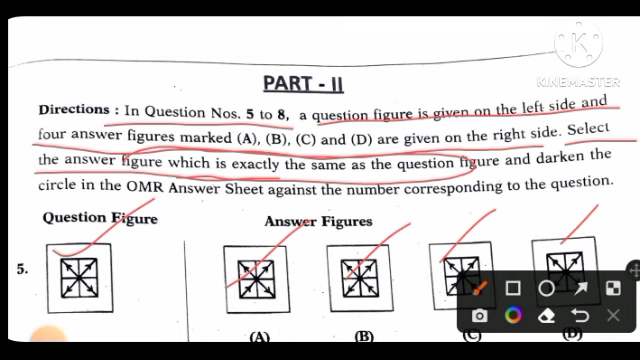 KINEMASTER
PART - II
Directions : In Question Nos. 5 to 8, a question figure is given on the left side and
four answer figures marked (A), (B), (C) and (D) are given on the right side. Select
the answer figure which is exactly the same as the question figure and darken the
circle in the OMR Answer Sheet against the number corresponding to the question.
Question Figure
Answer Figures
5.
(A) (B) (C) (D)